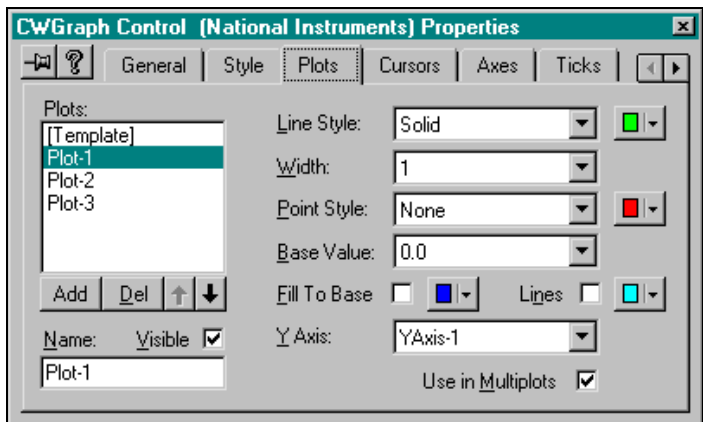 CWGraph Control (National Instruments) Properties
General Style Plots Cursors Axes Ticks
Plots:
[Template]
Plot-1
Plot-2
Plot-3
Add Del
Name: Visible
Plot-1
Line Style: Solid
Width: 1
Point Style: None
Base Value: 0.0
Fill To Base Lines
Y Axis: YAxis-1
Use in Multiplots